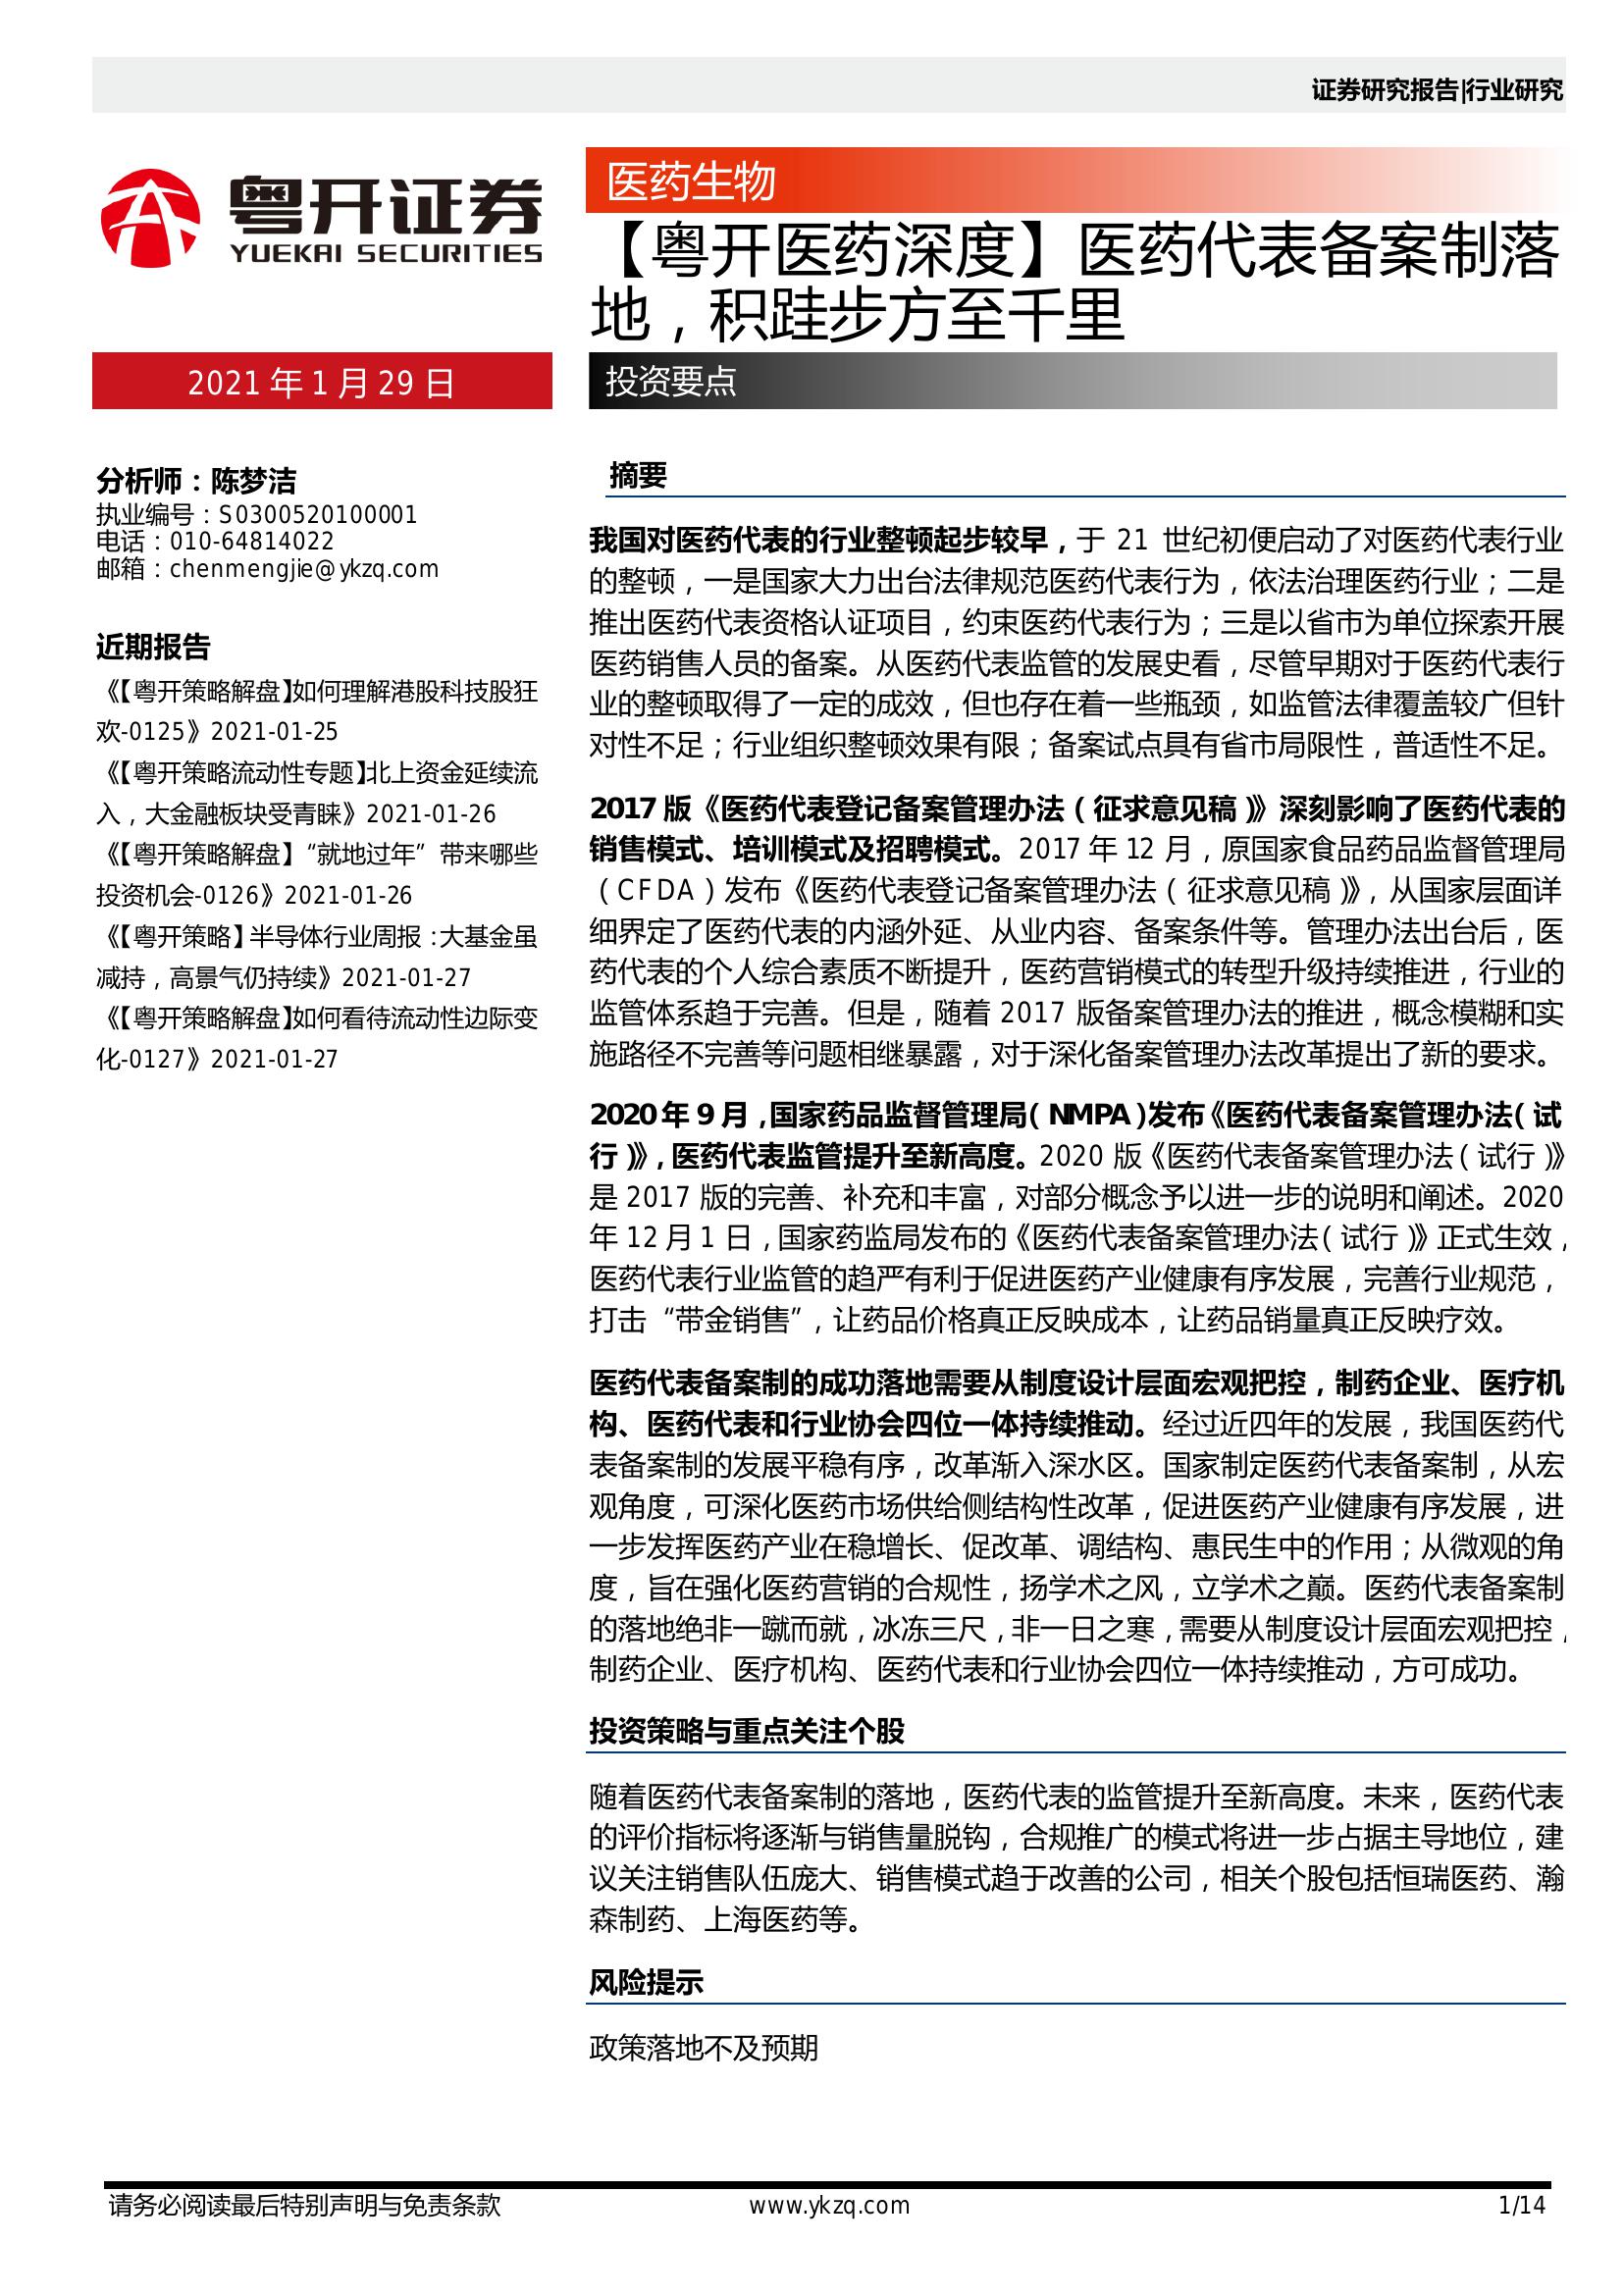 证券研究报告|行业研究
粤开证券
YUEKAI SECURITIES
医药生物
【粤开医药深度】医药代表备案制落
地，积跬步方至千里
2021 年 1 月 29 日
投资要点
分析师：陈梦洁
执业编号：S0300520100001
电话：010-64814022
邮箱：chenmengjie@ykzq.com
近期报告
《【粤开策略解盘】如何理解港股科技股狂
欢-0125》2021-01-25
《【粤开策略流动性专题】北上资金延续流
入，大金融板块受青睐》2021-01-26
《【粤开策略解盘】“就地过年”带来哪些
投资机会-0126》2021-01-26
《【粤开策略】半导体行业周报：大基金虽
减持，高景气仍持续》2021-01-27
《【粤开策略解盘】如何看待流动性边际变
化-0127》2021-01-27
摘要
我国对医药代表的行业整顿起步较早，于 21 世纪初便启动了对医药代表行业
的整顿，一是国家大力出台法律规范医药代表行为，依法治理医药行业；二是
推出医药代表资格认证项目，约束医药代表行为；三是以省市为单位探索开展
医药销售人员的备案。从医药代表监管的发展史看，尽管早期对于医药代表行
业的整顿取得了一定的成效，但也存在着一些瓶颈，如监管法律覆盖较广但针
对性不足；行业组织整顿效果有限；备案试点具有省市局限性，普适性不足。
2017 版《医药代表登记备案管理办法（征求意见稿）》深刻影响了医药代表的
销售模式、培训模式及招聘模式。2017 年 12 月，原国家食品药品监督管理局
（CFDA）发布《医药代表登记备案管理办法（征求意见稿）》，从国家层面详
细界定了医药代表的内涵外延、从业内容、备案条件等。管理办法出台后，医
药代表的个人综合素质不断提升，医药营销模式的转型升级持续推进，行业的
监管体系趋于完善。但是，随着 2017 版备案管理办法的推进，概念模糊和实
施路径不完善等问题相继暴露，对于深化备案管理办法改革提出了新的要求。
2020 年 9 月，国家药品监督管理局（NMPA）发布《医药代表备案管理办法（试
行）》，医药代表监管提升至新高度。2020 版《医药代表备案管理办法（试行）》
是 2017 版的完善、补充和丰富，对部分概念予以进一步的说明和阐述。2020
年 12 月 1 日，国家药监局发布的《医药代表备案管理办法（试行）》正式生效，
医药代表行业监管的趋严有利于促进医药产业健康有序发展，完善行业规范，
打击“带金销售”，让药品价格真正反映成本，让药品销量真正反映疗效。
医药代表备案制的成功落地需要从制度设计层面宏观把控，制药企业、医疗机
构、医药代表和行业协会四位一体持续推动。经过近四年的发展，我国医药代
表备案制的发展平稳有序，改革渐入深水区。国家制定医药代表备案制，从宏
观角度，可深化医药市场供给侧结构性改革，促进医药产业健康有序发展，进
一步发挥医药产业在稳增长、促改革、调结构、惠民生中的作用；从微观的角
度，旨在强化医药营销的合规性，扬学术之风，立学术之巅。医药代表备案制
的落地绝非一蹴而就，冰冻三尺，非一日之寒，需要从制度设计层面宏观把控，
制药企业、医疗机构、医药代表和行业协会四位一体持续推动，方可成功。
投资策略与重点关注个股
随着医药代表备案制的落地，医药代表的监管提升至新高度。未来，医药代表
的评价指标将逐渐与销售量脱钩，合规推广的模式将进一步占据主导地位，建
议关注销售队伍庞大、销售模式趋于改善的公司，相关个股包括恒瑞医药、瀚
森制药、上海医药等。
风险提示
政策落地不及预期
请务必阅读最后特别声明与免责条款
www.ykzq.com
1/14